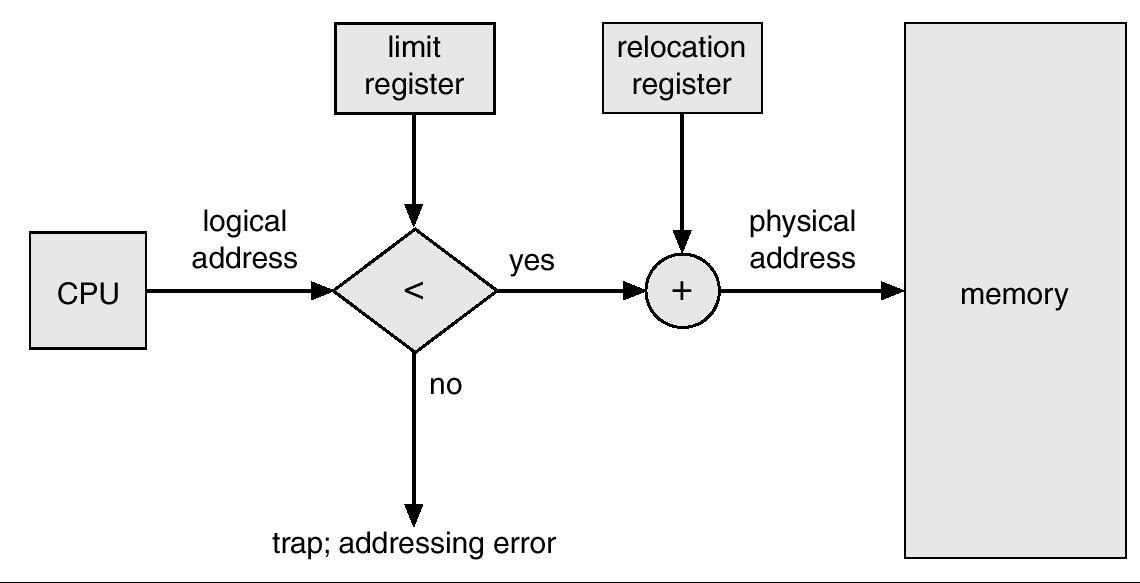 limit
register
relocation
register
logical
address
yes
physical
address
CPU
<
+
memory
no
trap; addressing error